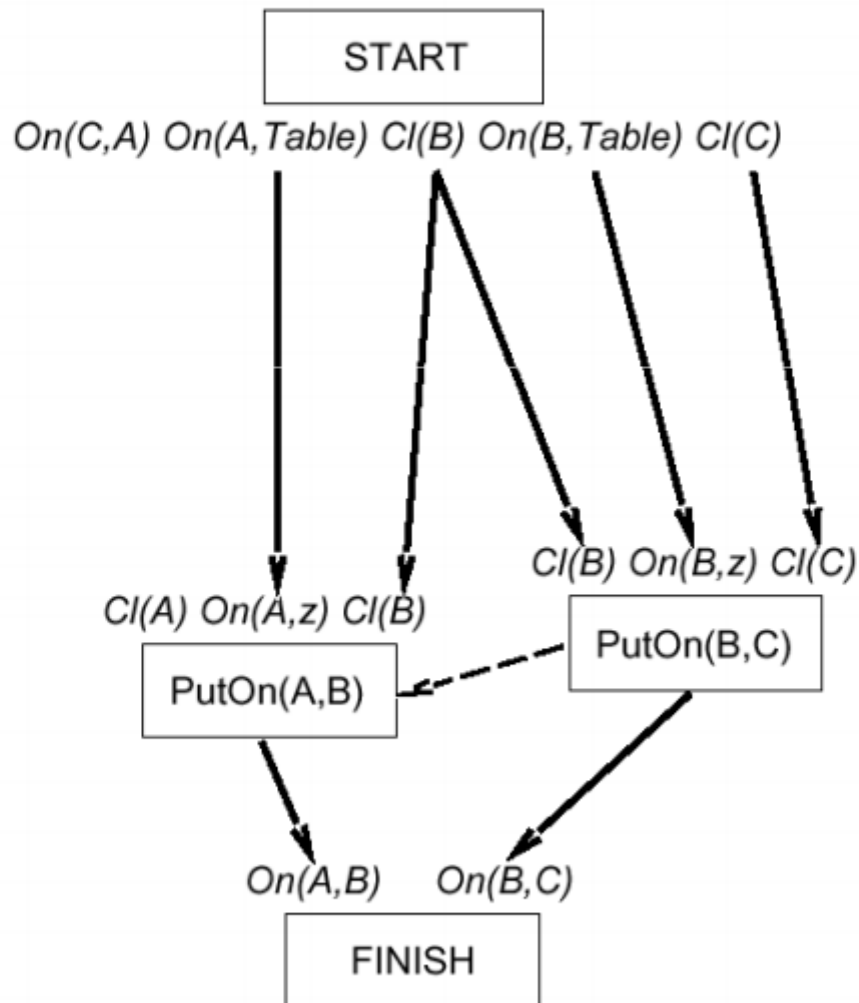 START
On(C,A) On(A,Table) Cl(B) On(B,Table) Cl(C)
Cl(B) On(B,z) Cl(C)
Cl(A) On(A,z) Cl(B)
PutOn(B,C)
PutOn(A,B)
On(A,B) On(B,C)
FINISH